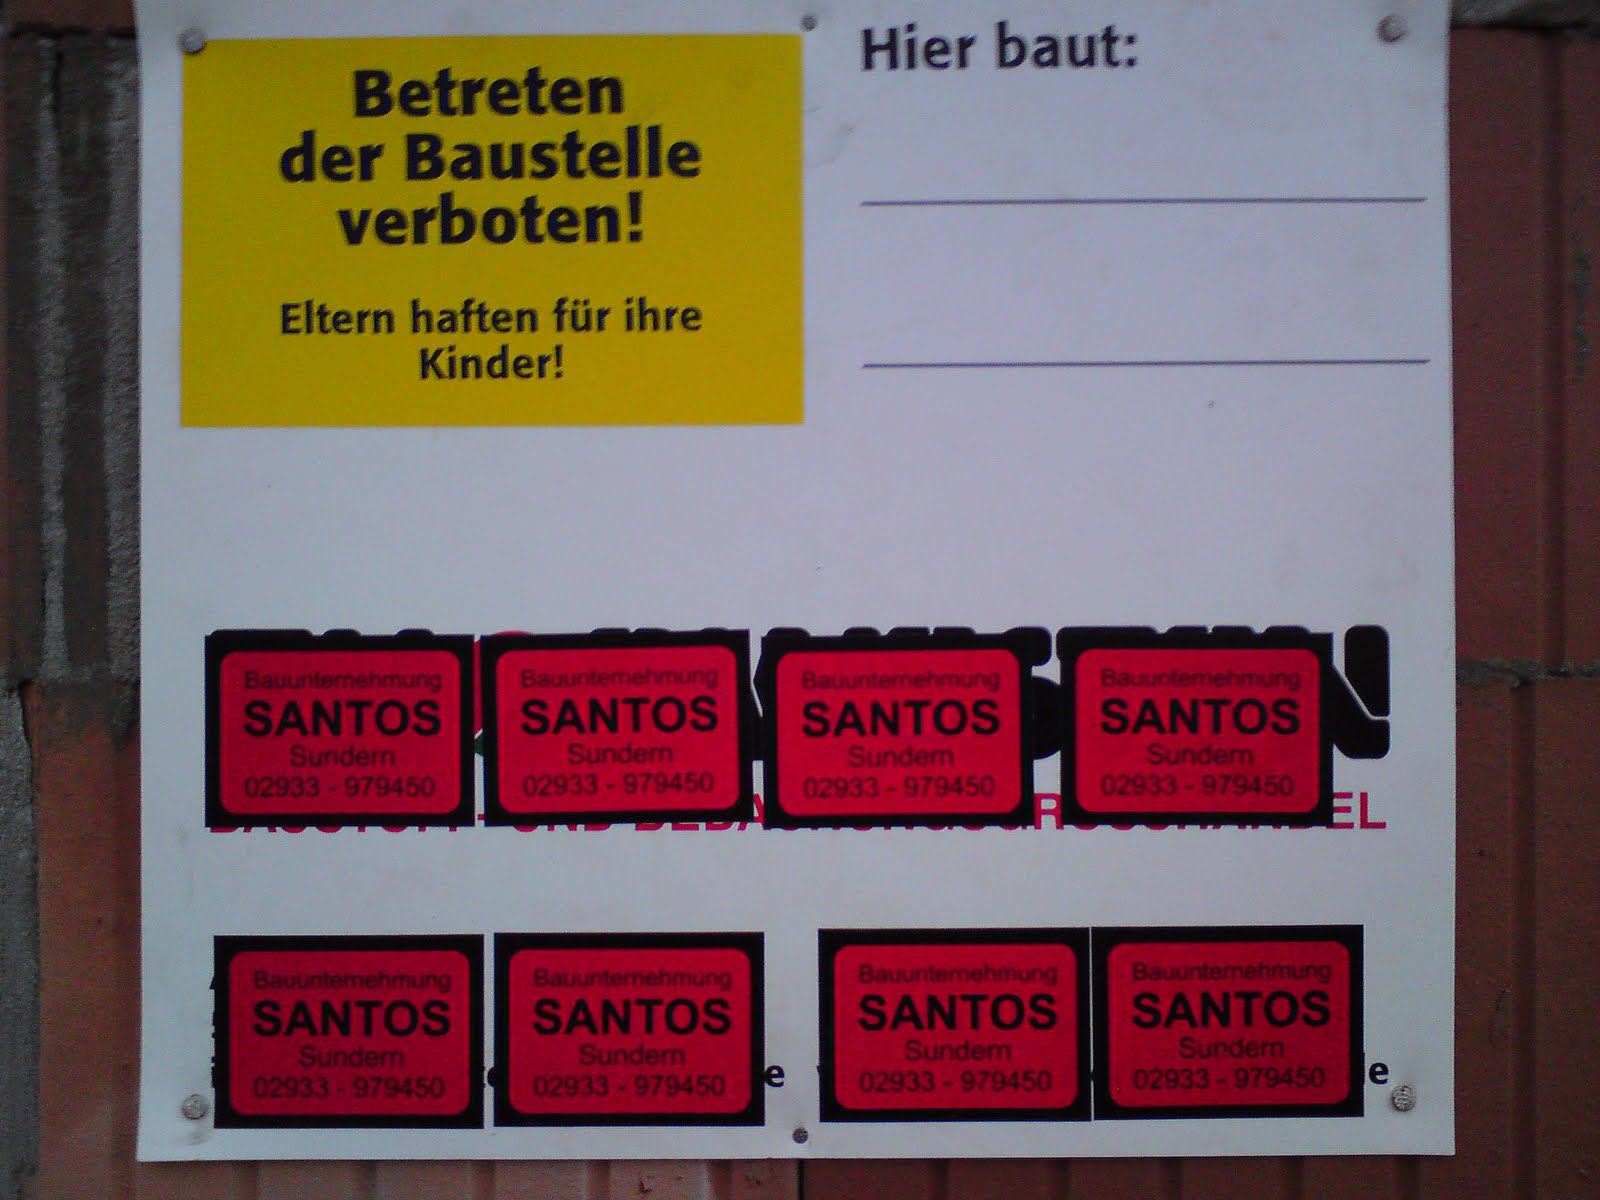 Betreten
der Baustelle
verboten!
Eltern haften für ihre
Kinder!
Hier baut:
Bauunternehmung
SANTOS
Sundern
02933 - 979450
Bauunternehmung
SANTOS
Sundern
02933 - 979450
Bauunternehmung
SANTOS
Sundern
02933 - 979450
Bauunternehmung
SANTOS
Sundern
02933 - 979450
Bauunternehmung
SANTOS
Sundern
02933 - 979450
Bauunternehmung
SANTOS
Sundern
02933 - 979450
Bauunternehmung
SANTOS
Sundern
02933 - 979450
Bauunternehmung
SANTOS
Sundern
02933 - 979450